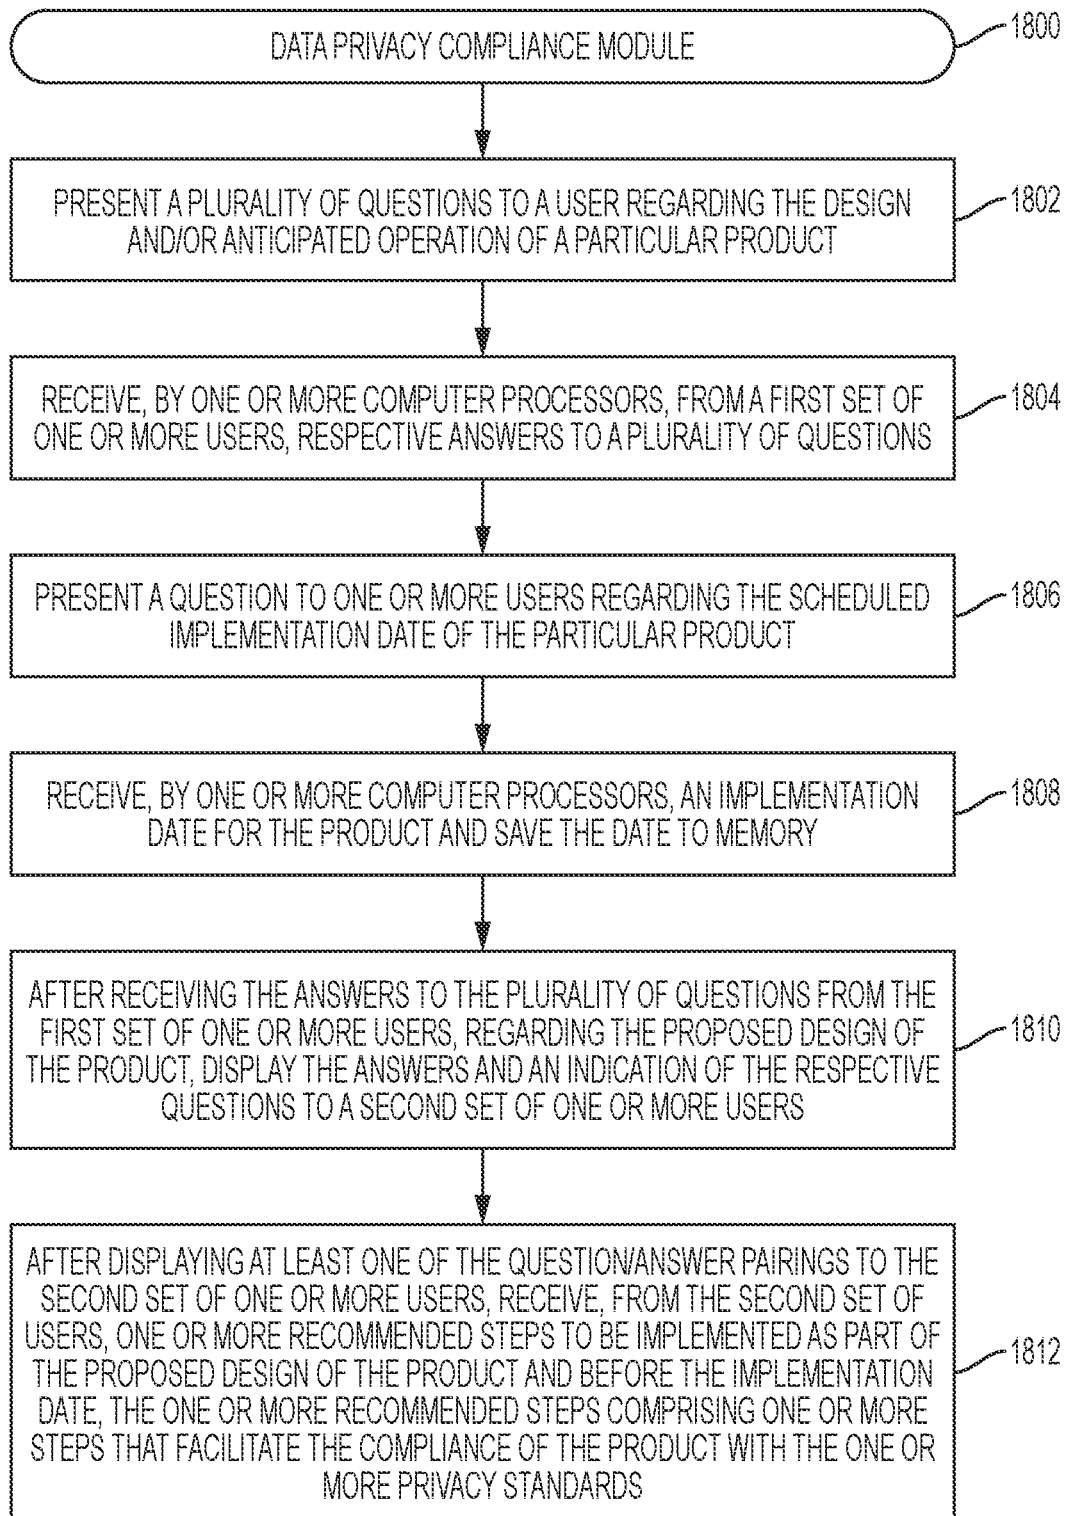 DATA PRIVACY COMPLIANCE MODULE
1800
PRESENT A PLURALITY OF QUESTIONS TO A USER REGARDING THE DESIGN
AND/OR ANTICIPATED OPERATION OF A PARTICULAR PRODUCT
1802
RECEIVE, BY ONE OR MORE COMPUTER PROCESSORS, FROM A FIRST SET OF
ONE OR MORE USERS, RESPECTIVE ANSWERS TO A PLURALITY OF QUESTIONS
1804
PRESENT A QUESTION TO ONE OR MORE USERS REGARDING THE SCHEDULED
IMPLEMENTATION DATE OF THE PARTICULAR PRODUCT
1806
RECEIVE, BY ONE OR MORE COMPUTER PROCESSORS, AN IMPLEMENTATION
DATE FOR THE PRODUCT AND SAVE THE DATE TO MEMORY
1808
AFTER RECEIVING THE ANSWERS TO THE PLURALITY OF QUESTIONS FROM THE
FIRST SET OF ONE OR MORE USERS, REGARDING THE PROPOSED DESIGN OF
THE PRODUCT, DISPLAY THE ANSWERS AND AN INDICATION OF THE RESPECTIVE
QUESTIONS TO A SECOND SET OF ONE OR MORE USERS
1810
AFTER DISPLAYING AT LEAST ONE OF THE QUESTION/ANSWER PAIRINGS TO THE
SECOND SET OF ONE OR MORE USERS, RECEIVE, FROM THE SECOND SET OF
USERS, ONE OR MORE RECOMMENDED STEPS TO BE IMPLEMENTED AS PART OF
THE PROPOSED DESIGN OF THE PRODUCT AND BEFORE THE IMPLEMENTATION
DATE, THE ONE OR MORE RECOMMENDED STEPS COMPRISING ONE OR MORE
STEPS THAT FACILITATE THE COMPLIANCE OF THE PRODUCT WITH THE ONE OR
MORE PRIVACY STANDARDS
1812